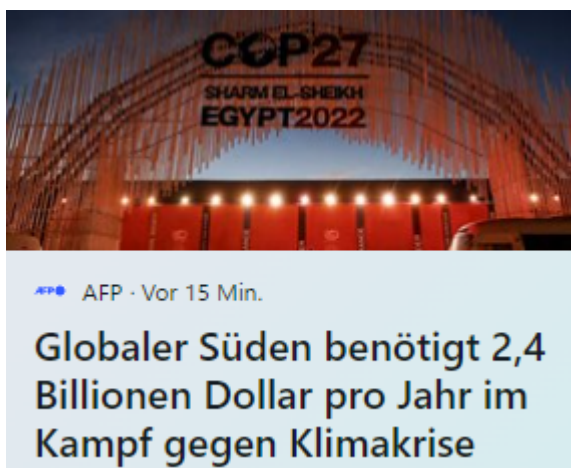 COP27
SHARM EL-SHEIKH
EGYPT2022
AFP AFP · Vor 15 Min.
Globaler Süden benötigt 2,4
Billionen Dollar pro Jahr im
Kampf gegen Klimakrise